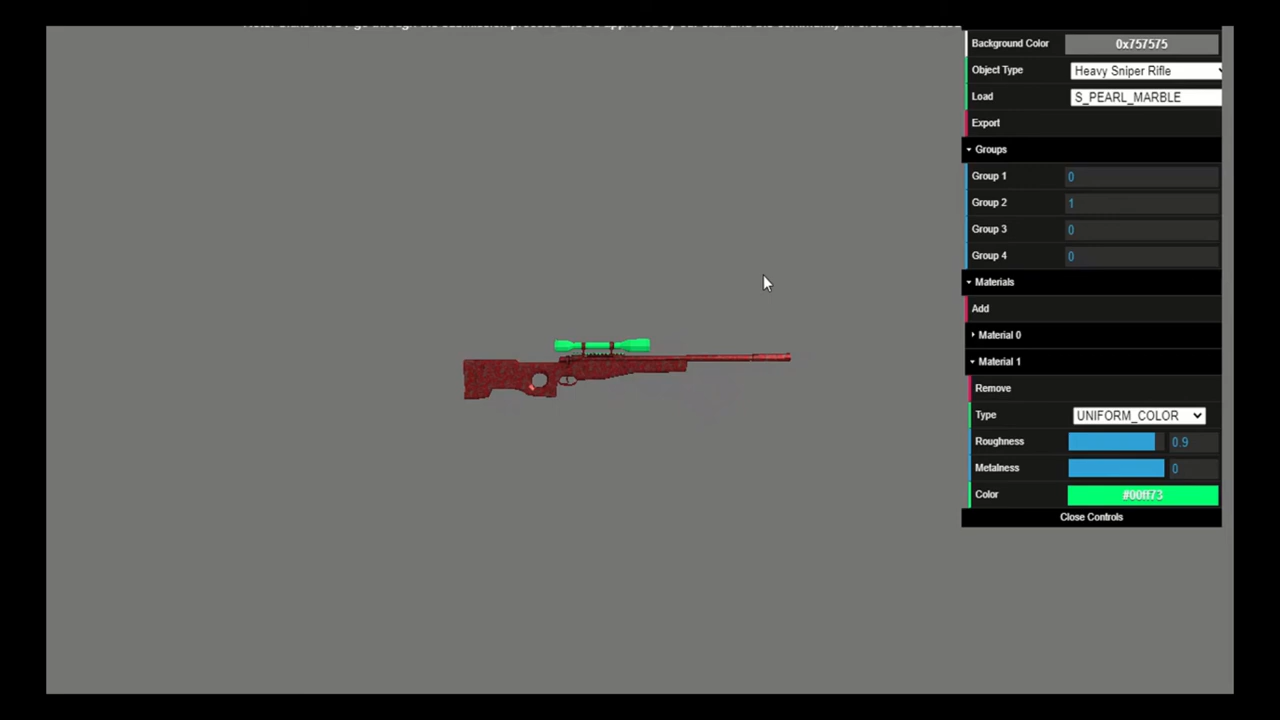 Background Color 0x757575
Object Type Heavy Sniper Rifle
Load S_PEARL_MARBLE
Export
Groups
Group 1 0
Group 2 1
Group 3 0
Group 4 0
Materials
Add
Material 0
Material 1
Remove
Type UNIFORM_COLOR
Roughness 0.9
Metalness 0
Color #00ff73
Close Controls